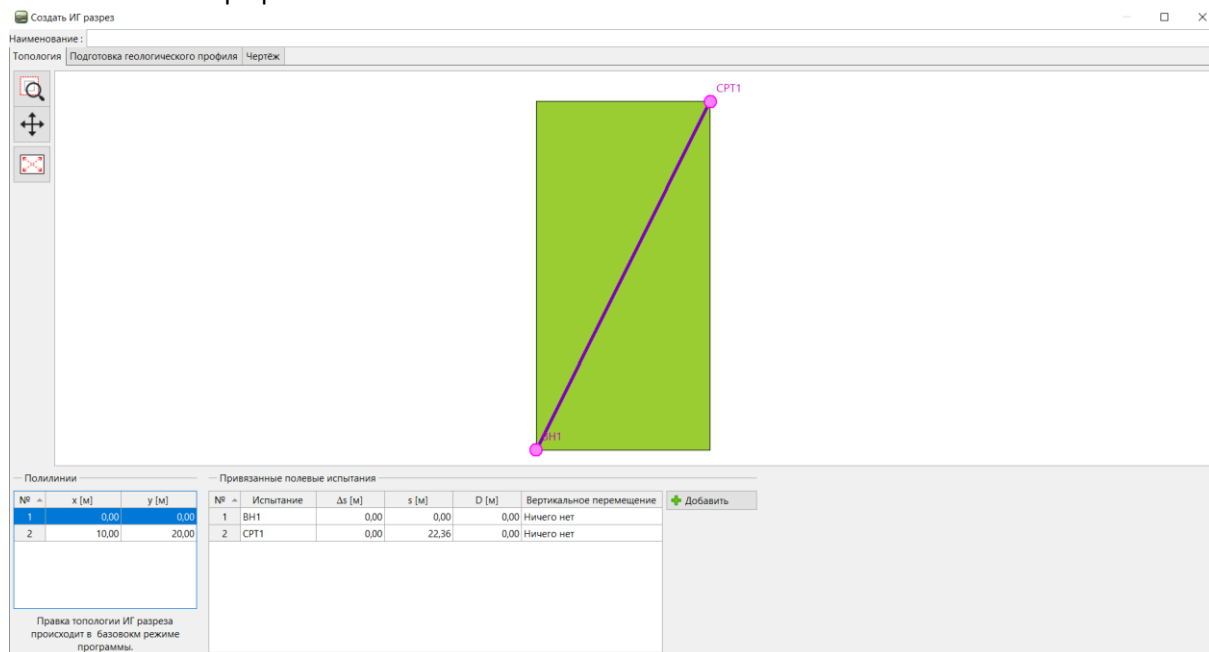 Создать ИГ разрез
Наименование :
Топология Подготовка геологического профиля Чертёж
CPT1
BH1
Полилинии
Привязанные полевые испытания
№ x [м] y [м]
1 0,00 0,00
2 10,00 20,00
№ Испытание Δs [м] s [м] D [м] Вертикальное перемещение
1 BH1 0,00 0,00 0,00 Ничего нет
2 CPT1 0,00 22,36 0,00 Ничего нет
Добавить
Правка топологии ИГ разреза
происходит в базовокм режиме
программы.